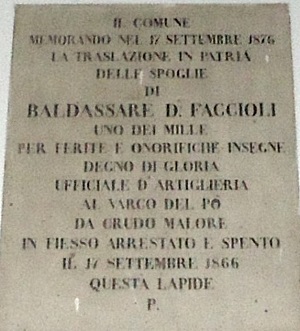 IL COMUNE
MEMORANDO NEL 17 SETTEMBRE 1876
LA TRASLAZIONE IN PATRIA
DELLE SPOGLIE
DI
BALDASSARE D. FACCIOLI
UNO DEI MILLE
PER FERITE E ONORIFICHE INSEGNE
DEGNO DI GLORIA
UFFICIALE D'ARTIGLIERIA
AL VARCO DEL PÒ
DA CRUDO MALORE
IN FIESSO ARRESTATO E SPENTO
IL 17 SETTEMBRE 1866
QUESTA LAPIDE
P.